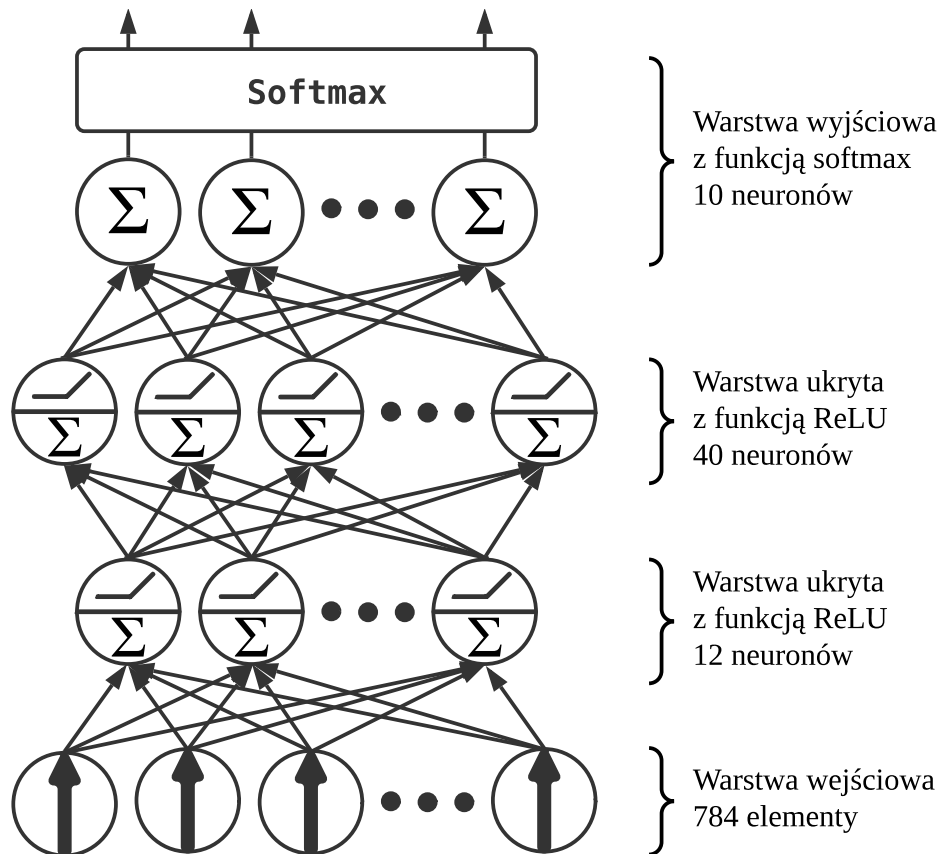 Softmax
Warstwa wyjściowa
z funkcją softmax
10 neuronów
Σ Σ Σ
Warstwa ukryta
z funkcją ReLU
40 neuronów
Σ Σ Σ Σ
Warstwa ukryta
z funkcją ReLU
12 neuronów
Σ Σ Σ
Warstwa wejściowa
784 elementy